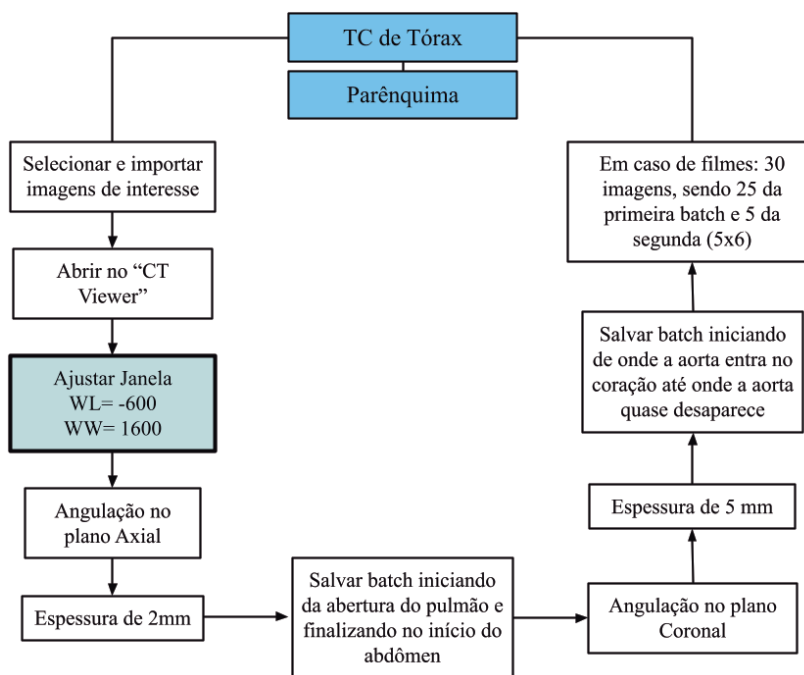 TC de Tórax
Parênquima
Selecionar e importar
imagens de interesse
Abrir no “CT
Viewer”
Ajustar Janela
WL= -600
WW= 1600
Angulação no
plano Axial
Espessura de 2mm
Salvar batch iniciando
da abertura do pulmão e
finalizando no início do
abdômen
Angulação no plano
Coronal
Espessura de 5 mm
Salvar batch iniciando
de onde a aorta entra no
coração até onde a aorta
quase desaparece
Em caso de filmes: 30
imagens, sendo 25 da
primeira batch e 5 da
segunda (5x6)